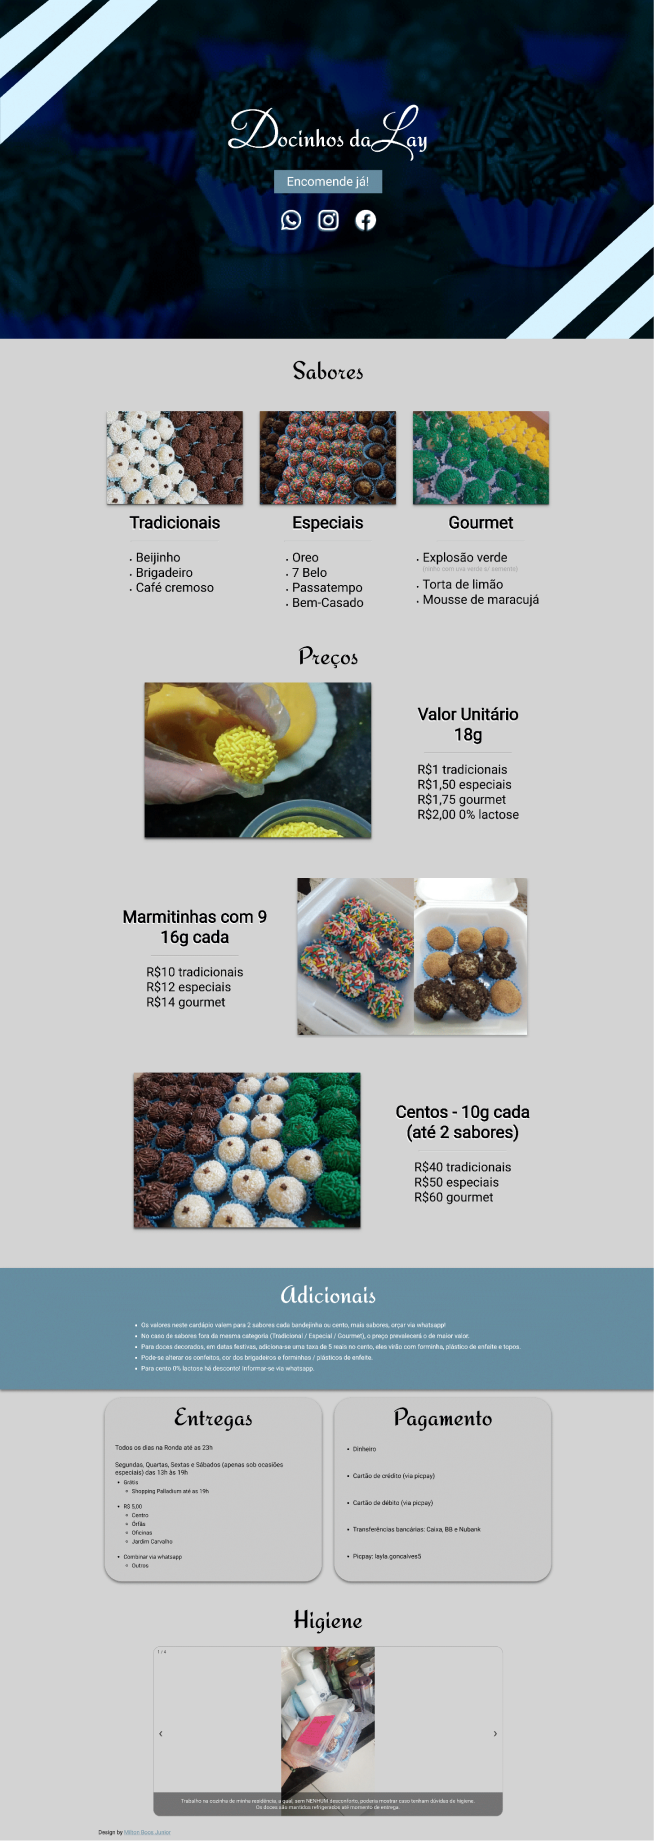 Docinhos da Lay
Encomende já!
Sabores
Tradicionais
Beijinho
Brigadeiro
Café cremoso
Especiais
Oreo
7 Belo
Passatempo
Bem-Casado
Gourmet
Explosão verde
(ninho com uva verde s/ semente)
Torta de limão
Mousse de maracujá
Preços
Valor Unitário
18g
R$1 tradicionais
R$1,50 especiais
R$1,75 gourmet
R$2,00 0% lactose
Marmitinhas com 9
16g cada
R$10 tradicionais
R$12 especiais
R$14 gourmet
Centos - 10g cada
(até 2 sabores)
R$40 tradicionais
R$50 especiais
R$60 gourmet
Adicionais
Os valores neste cardápio valem para 2 sabores cada bandejinha ou cento, mais sabores, orçar via whatsapp!
No caso de sabores fora da mesma categoria (Tradicional / Especial / Gourmet), o preço prevalecerá o de maior valor.
Para doces decorados, em datas festivas, adiciona-se uma taxa de 5 reais no cento, eles virão com forminha, plástico de enfeite e topos.
Pode-se alterar os confeitos, cor dos brigadeiros e forminhas / plásticos de enfeite.
Para cento 0% lactose há desconto! Informar-se via whatsapp.
Entregas
Todos os dias na Ronda até as 23h
Segundas, Quartas, Sextas e Sábados (apenas sob ocasiões
especiais) das 13h às 19h
Grátis
Shopping Palladium até as 19h
R$ 5,00
Centro
Órfãs
Oficinas
Jardim Carvalho
Combinar via whatsapp
Outros
Pagamento
Dinheiro
Cartão de crédito (via picpay)
Cartão de débito (via picpay)
Transferências bancárias: Caixa, BB e Nubank
Picpay: layla.goncalves5
Higiene
1 / 6
Trabalho na cozinha de minha residência, a qual, sem NENHUM desconforto, poderia mostrar caso tenham dúvidas da higiene.
Os doces são mantidos refrigerados até momento de entrega.
Design by Milton Boos Junior